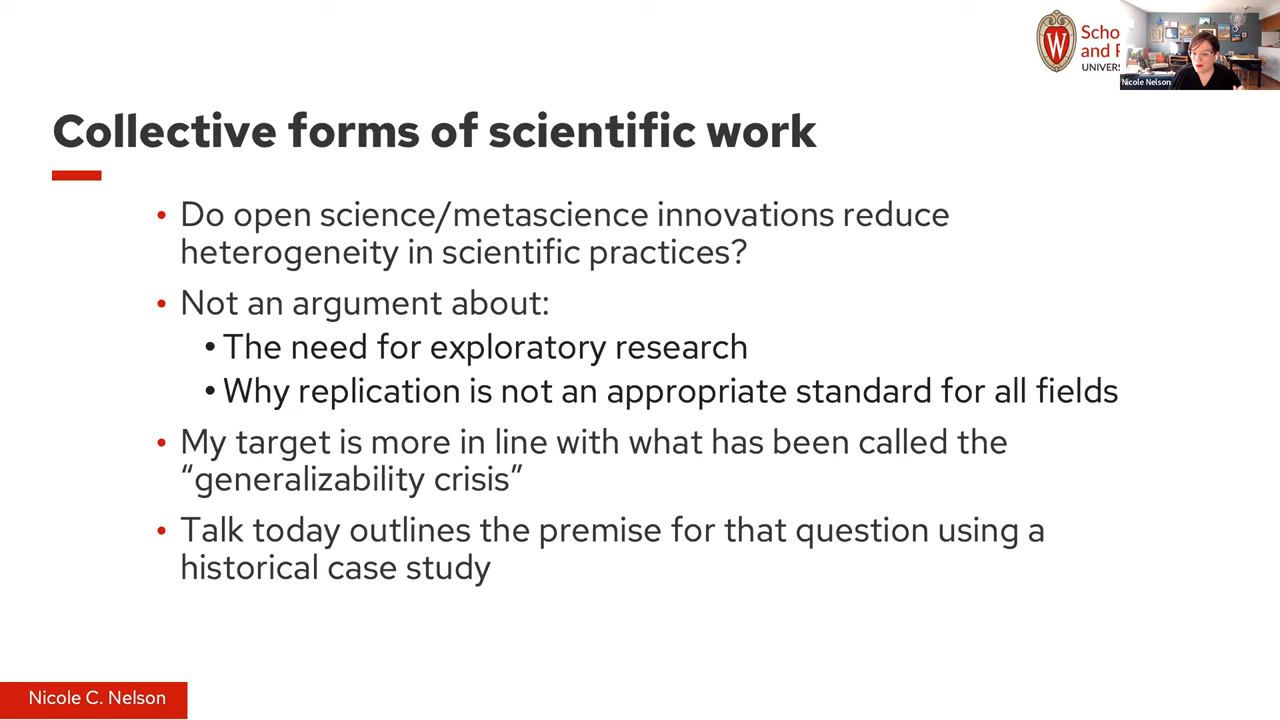 Scho
and P
UNIVERS
Nicole Nelson
Collective forms of scientific work
• Do open science/metascience innovations reduce
heterogeneity in scientific practices?
• Not an argument about:
• The need for exploratory research
• Why replication is not an appropriate standard for all fields
• My target is more in line with what has been called the
“generalizability crisis”
• Talk today outlines the premise for that question using a
historical case study
Nicole C. Nelson